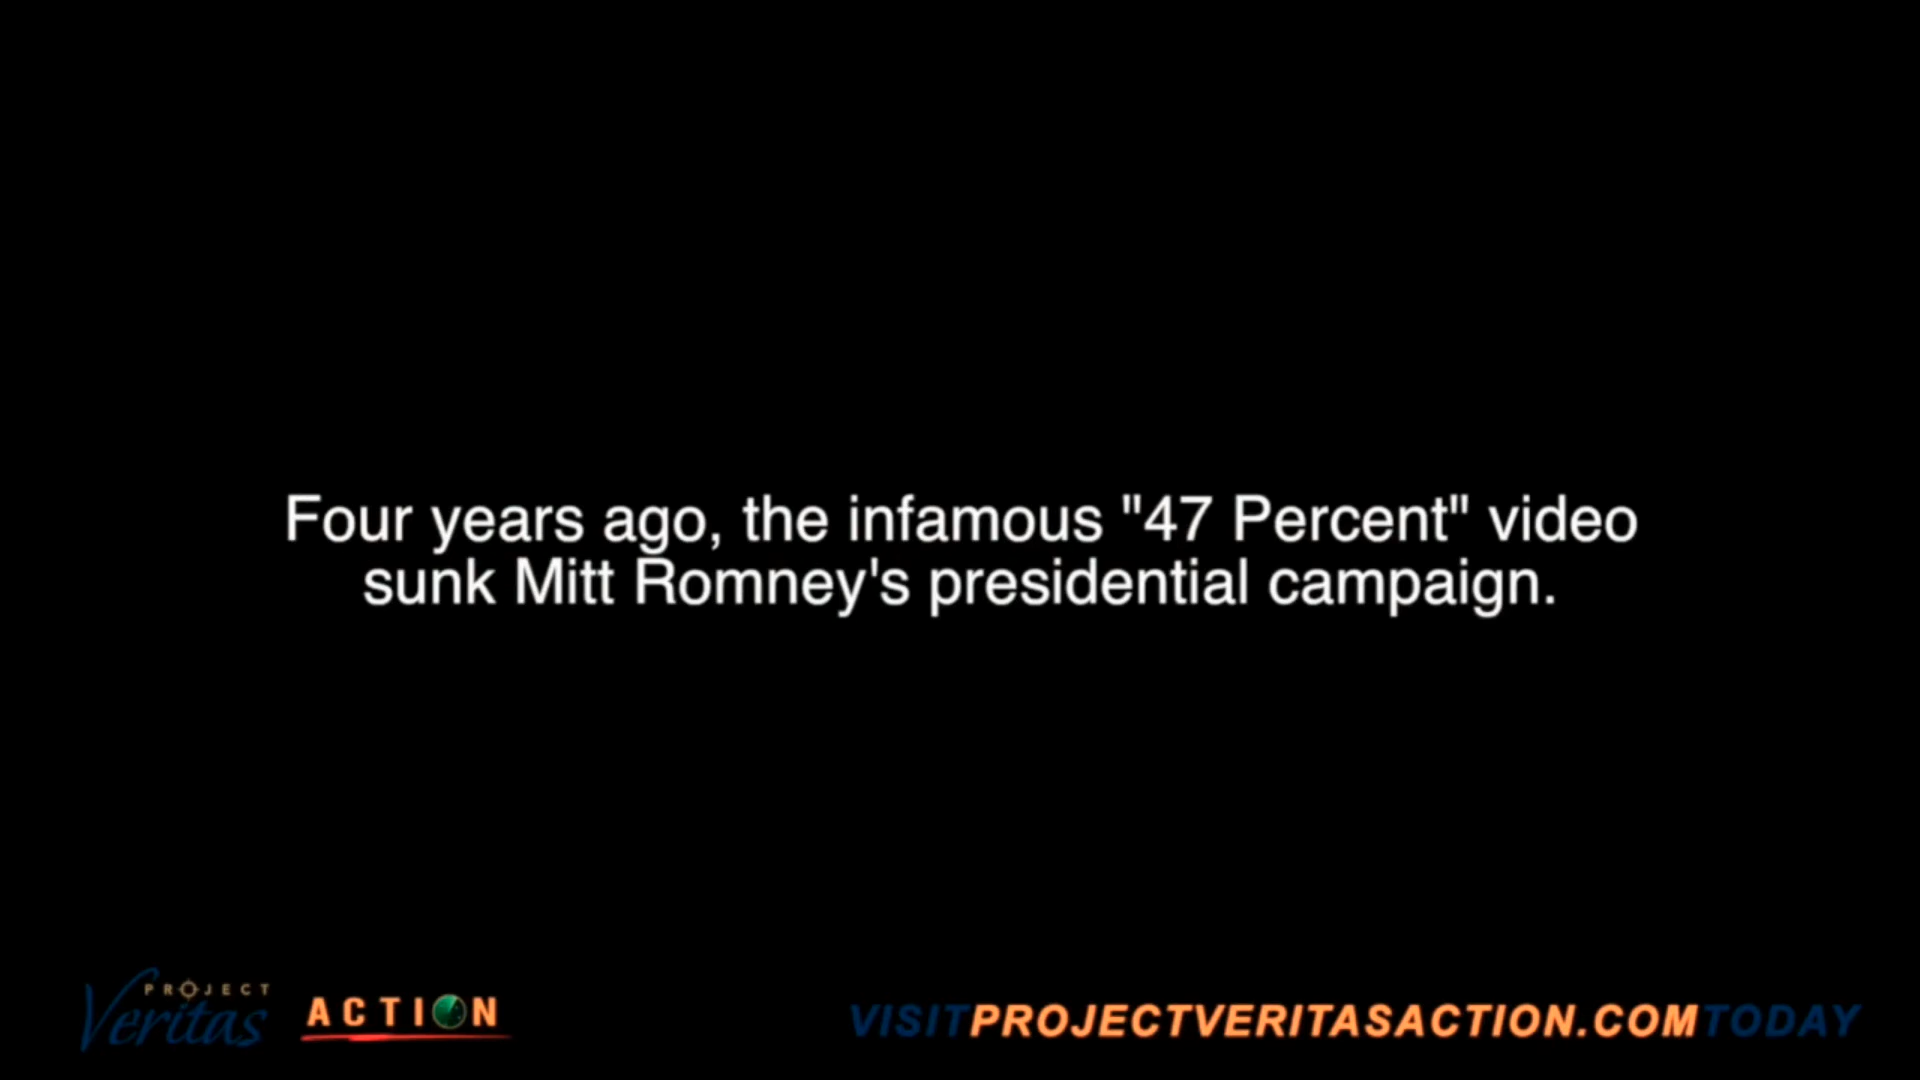 Four years ago, the infamous "47 Percent" video
sunk Mitt Romney's presidential campaign.
PROJECT
Veritas ACTION
VISITPROJECTVERITASACTION.COMTODAY